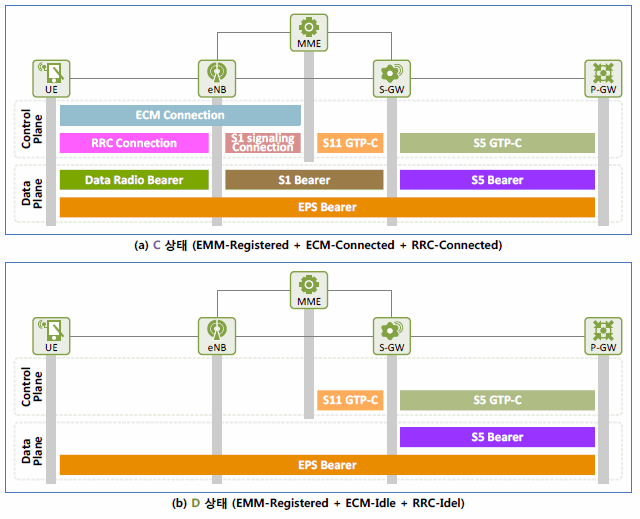 MME
UE
eNB
S-GW
P-GW
Control
Plane
ECM Connection
RRC Connection
S1 signaling
Connection
S11 GTP-C
S5 GTP-C
Data
Plane
Data Radio Bearer
S1 Bearer
S5 Bearer
EPS Bearer
(a) C 상태 (EMM-Registered + ECM-Connected + RRC-Connected)
MME
UE
eNB
S-GW
P-GW
Control
Plane
S11 GTP-C
S5 GTP-C
Data
Plane
S5 Bearer
EPS Bearer
(b) D 상태 (EMM-Registered + ECM-Idle + RRC-Idel)